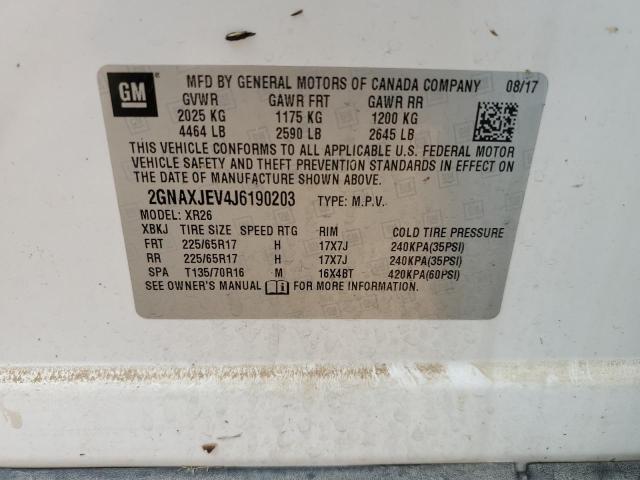 GM
MFD BY GENERAL MOTORS OF CANADA COMPANY 08/17
GVWR GAWR FRT GAWR RR
2025 KG 1175 KG 1200 KG
4464 LB 2590 LB 2645 LB
THIS VEHICLE CONFORMS TO ALL APPLICABLE U.S. FEDERAL MOTOR
VEHICLE SAFETY AND THEFT PREVENTION STANDARDS IN EFFECT ON
THE DATE OF MANUFACTURE SHOWN ABOVE.
2GNAXJEV4J6190203 TYPE: M.P.V.
MODEL: XR26
XBKJ TIRE SIZE SPEED RTG RIM COLD TIRE PRESSURE
FRT 225/65R17 H 17X7J 240KPA(35PSI)
RR 225/65R17 H 17X7J 240KPA(35PSI)
SPA T135/70R16 M 16X4BT 420KPA(60PSI)
SEE OWNER'S MANUAL FOR MORE INFORMATION.